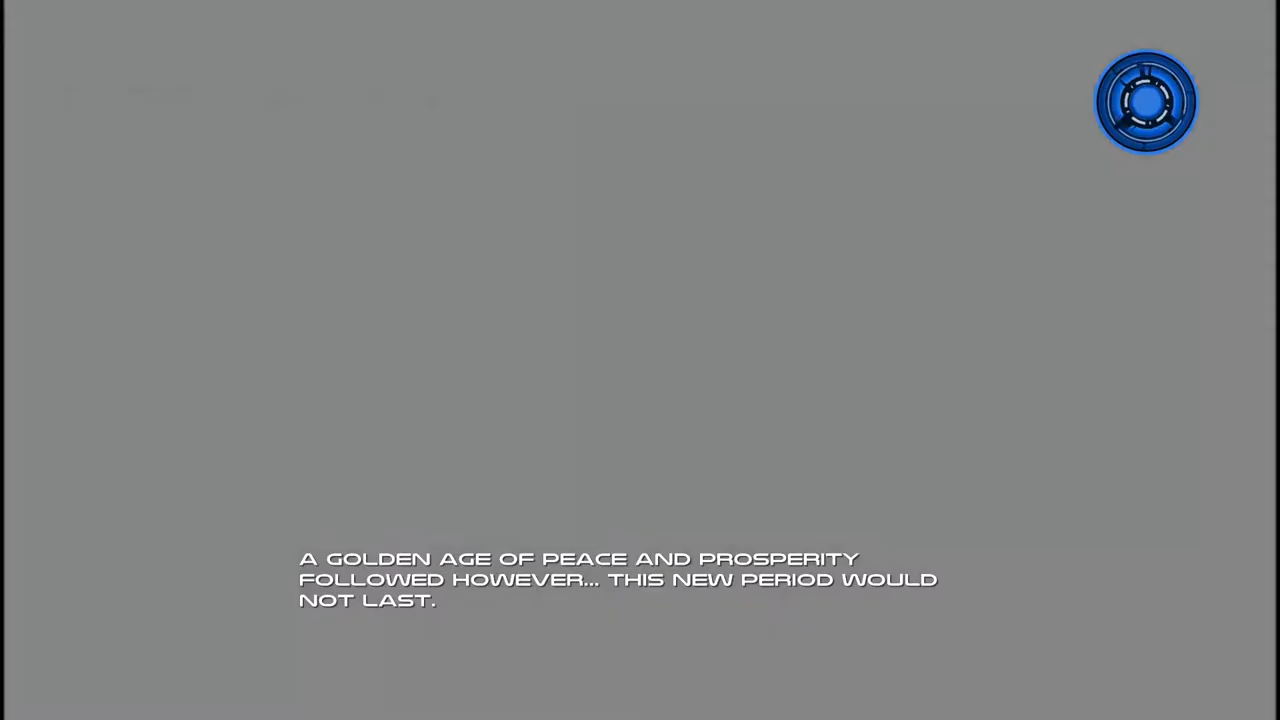 A GOLDEN AGE OF PEACE AND PROSPERITY
FOLLOWED HOWEVER... THIS NEW PERIOD WOULD
NOT LAST.